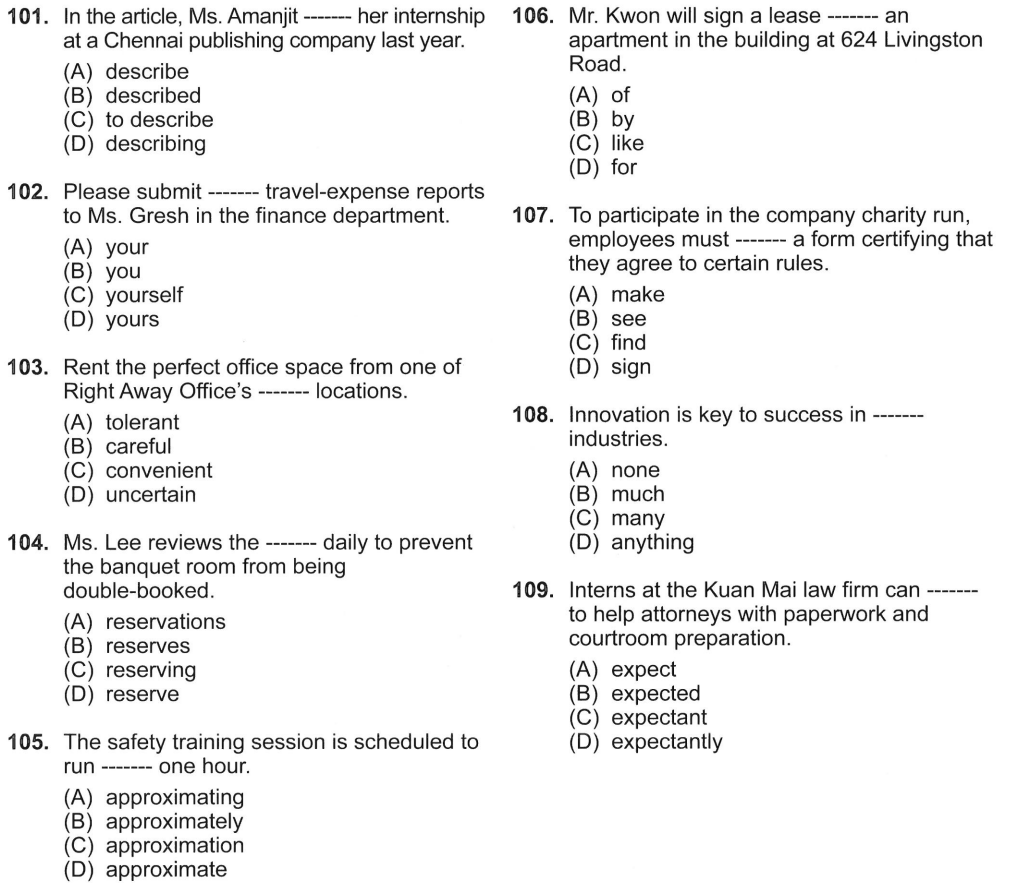 101. In the article, Ms. Amanjit ------- her internship
at a Chennai publishing company last year.
(A) describe
(B) described
(C) to describe
(D) describing
102. Please submit ------- travel-expense reports
to Ms. Gresh in the finance department.
(A) your
(B) you
(C) yourself
(D) yours
103. Rent the perfect office space from one of
Right Away Office's ------- locations.
(A) tolerant
(B) careful
(C) convenient
(D) uncertain
104. Ms. Lee reviews the ------- daily to prevent
the banquet room from being
double-booked.
(A) reservations
(B) reserves
(C) reserving
(D) reserve
105. The safety training session is scheduled to
run ------- one hour.
(A) approximating
(B) approximately
(C) approximation
(D) approximate
106. Mr. Kwon will sign a lease ------- an
apartment in the building at 624 Livingston
Road.
(A) of
(B) by
(C) like
(D) for
107. To participate in the company charity run,
employees must ------- a form certifying that
they agree to certain rules.
(A) make
(B) see
(C) find
(D) sign
108. Innovation is key to success in -------
industries.
(A) none
(B) much
(C) many
(D) anything
109. Interns at the Kuan Mai law firm can -------
to help attorneys with paperwork and
courtroom preparation.
(A) expect
(B) expected
(C) expectant
(D) expectantly